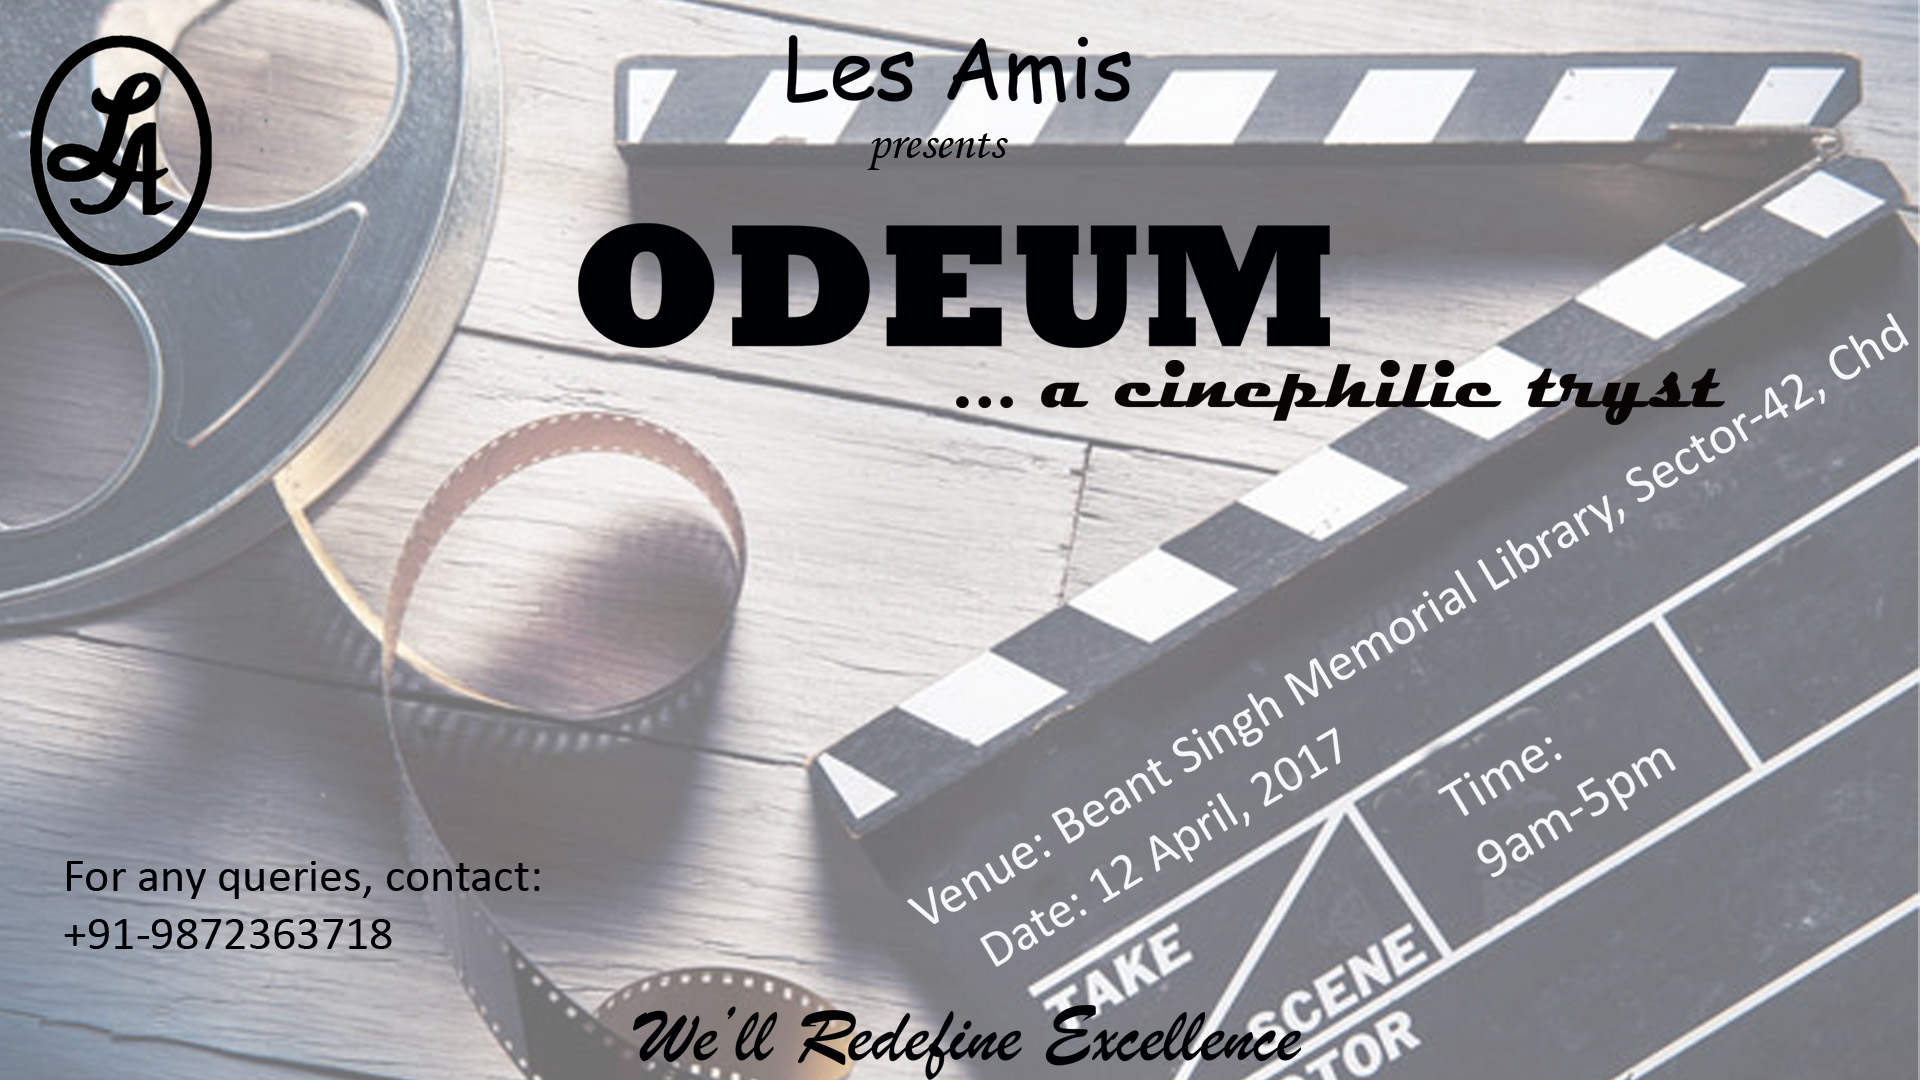 LA
Les Amis
presents
ODEUM
... a cinephilic tryst
Venue: Beant Singh Memorial Library, Sector-42, Chd
Date: 12 April, 2017
Time:
9am-5pm
For any queries, contact:
+91-9872363718
TAKE
SCENE
TOR
We'll Redefine Excellence